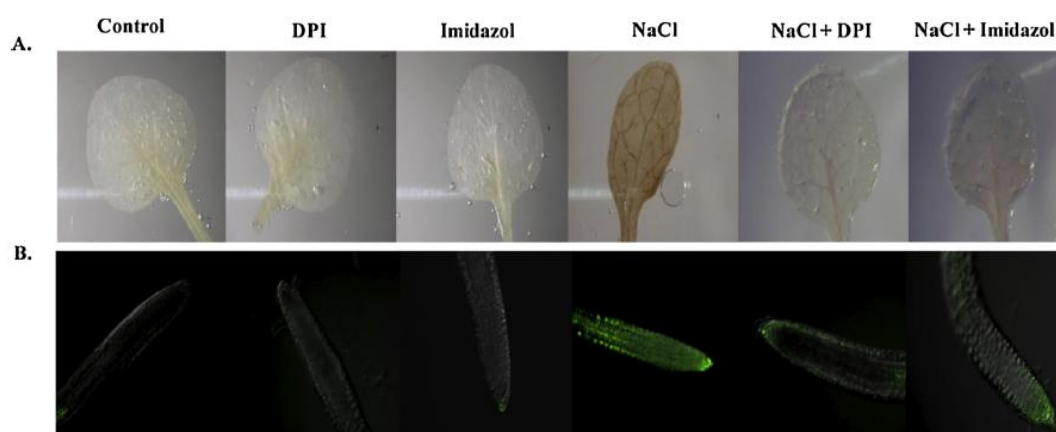 Control DPI Imidazol NaCl NaCl + DPI NaCl + Imidazol
A.
B.